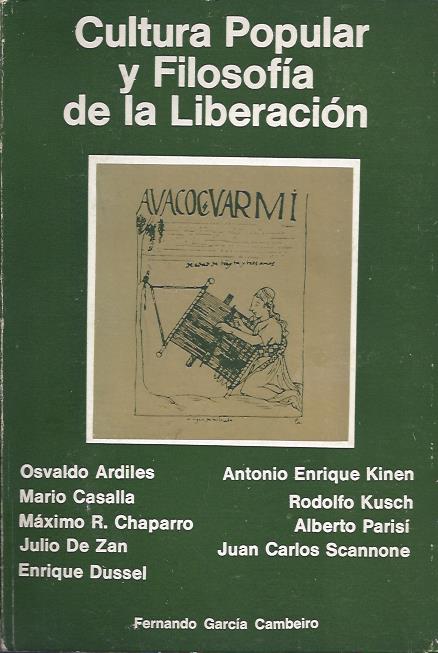 Cultura Popular
y Filosofía
de la Liberación
AVACOCVARMI
Osvaldo Ardiles
Mario Casalla
Máximo R. Chaparro
Julio De Zan
Enrique Dussel
Antonio Enrique Kinen
Rodolfo Kusch
Alberto Parisí
Juan Carlos Scannone
Fernando García Cambeiro